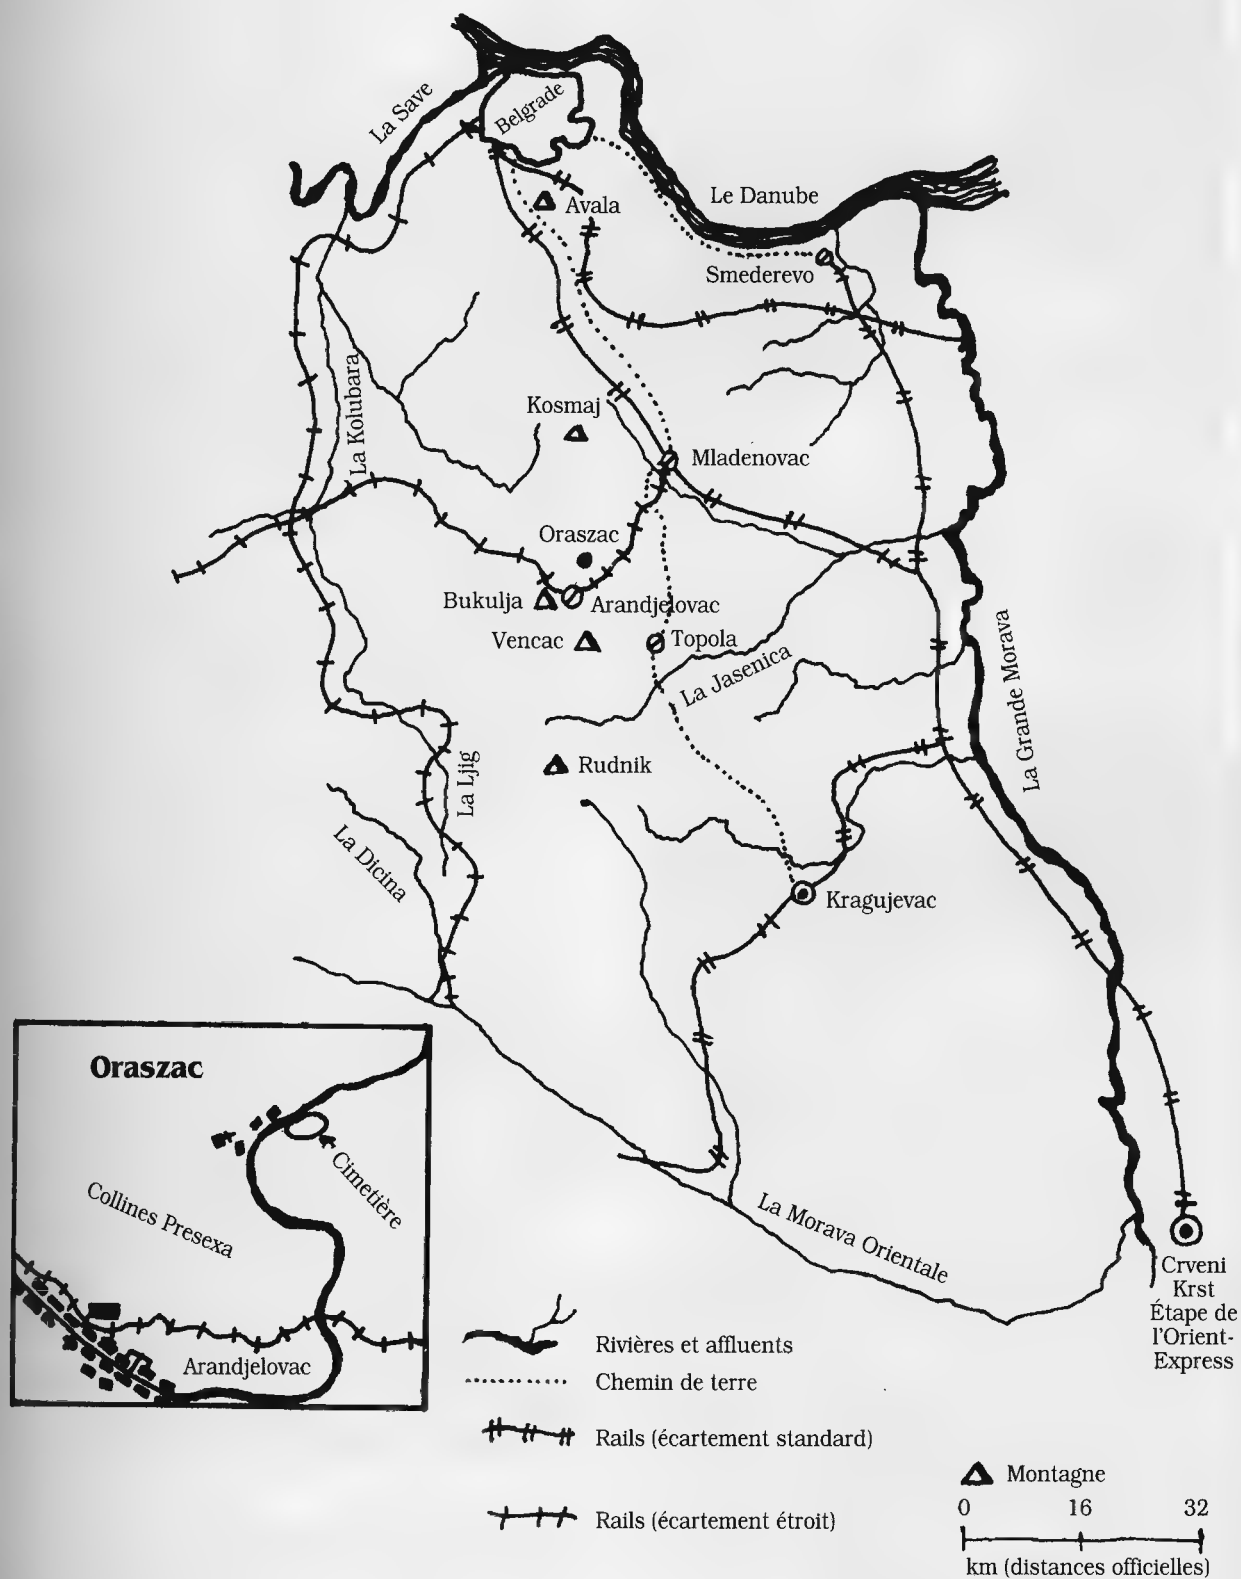 La Save
Belgrade
Avala
Le Danube
Smederevo
La Kolubara
Kosmaj
Mladenovac
Oraszac
Bukulja
Arandjelovac
Vencac
Topola
La Jasenica
La Grande Morava
Rudnik
La Ljig
La Dicina
Kragujevac
Oraszac
Cimetière
Collines Presexa
Arandjelovac
La Morava Orientale
Crveni
Krst
Étape de
l'Orient-
Express
Rivières et affluents
Chemin de terre
Rails (écartement standard)
Rails (écartement étroit)
Montagne
0 16 32
km (distances officielles)